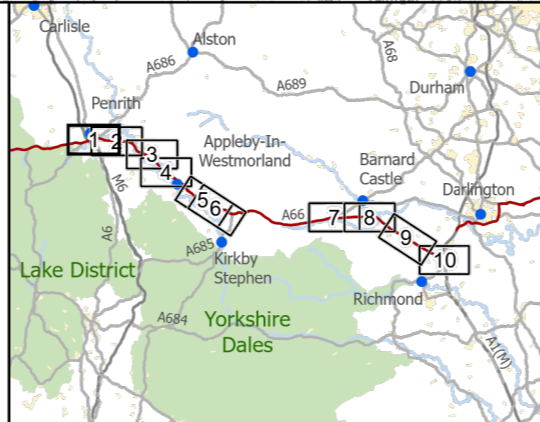 Carlisle
Alston
A686
A68
A689
Durham
Penrith
1
2
3
4
5
6
Appleby-In-
Westmorland
Barnard
Castle
Darlington
M6
A66
7
8
9
10
A6
A685
Kirkby
Stephen
Lake District
Richmond
A684
Yorkshire
Dales
A1(M)